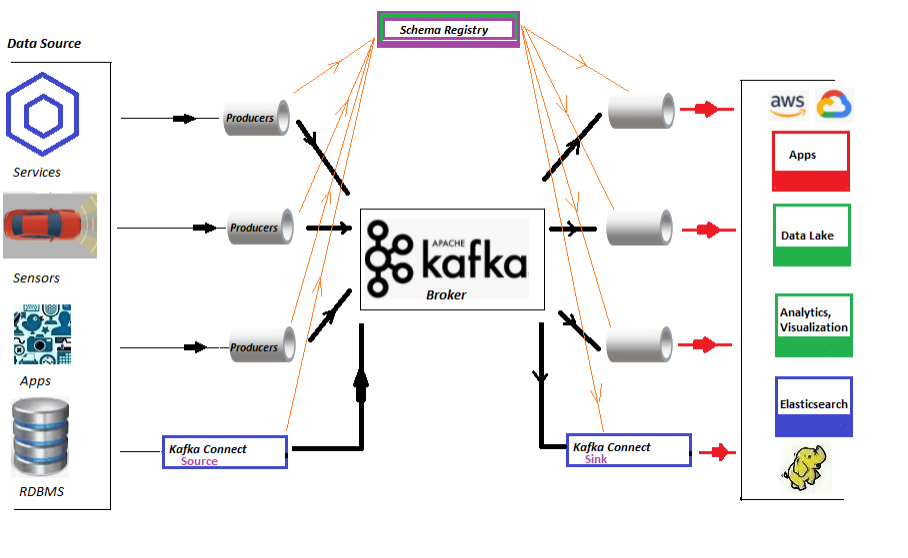 Schema Registry
Data Source
Services
Sensors
Apps
RDBMS
Producers
Producers
Producers
Kafka Connect
Source
APACHE
kafka
Broker
Kafka Connect
Sink
aws
Apps
Data Lake
Analytics,
Visualization
Elasticsearch